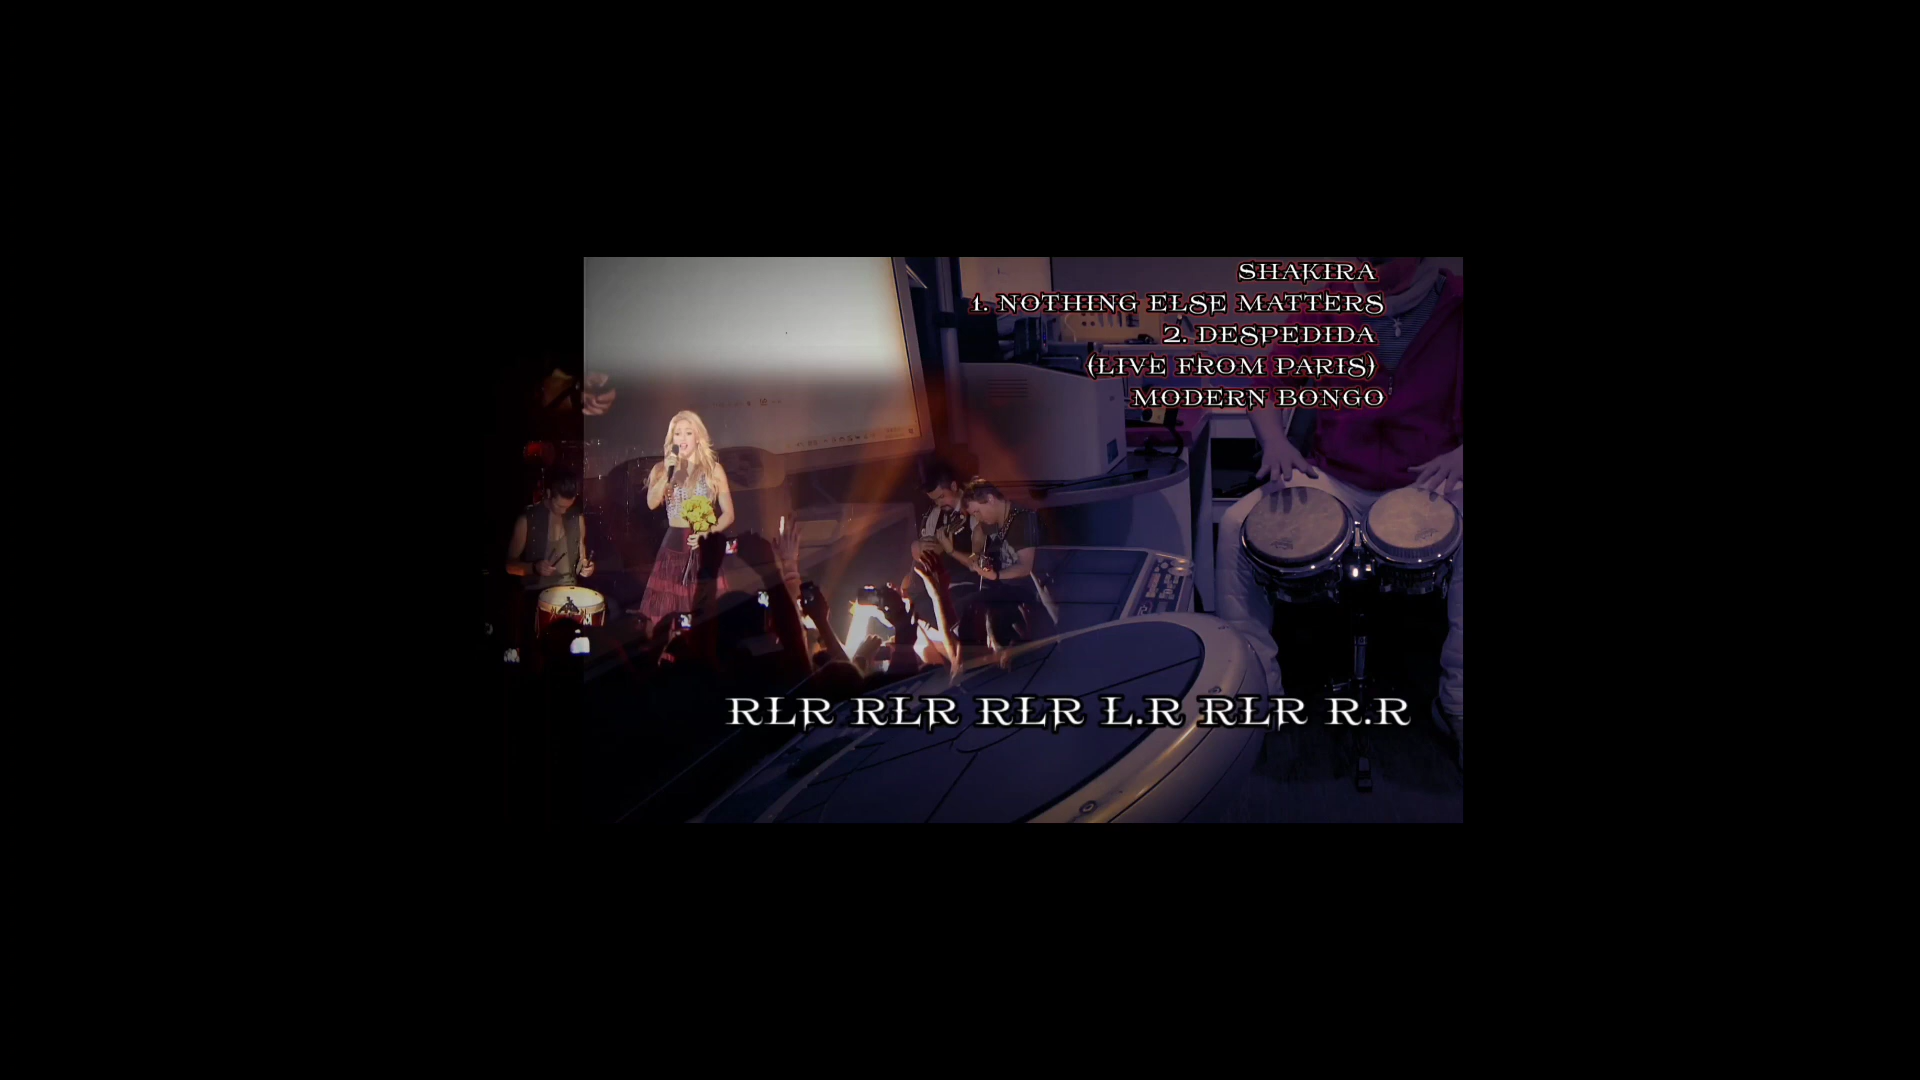 SHAKIRA
1. NOTHING ELSE MATTERS
2. DESPEDIDA
(LIVE FROM PARIS)
MODERN BONGO
RLR RLR RLR L.R RLR R.R